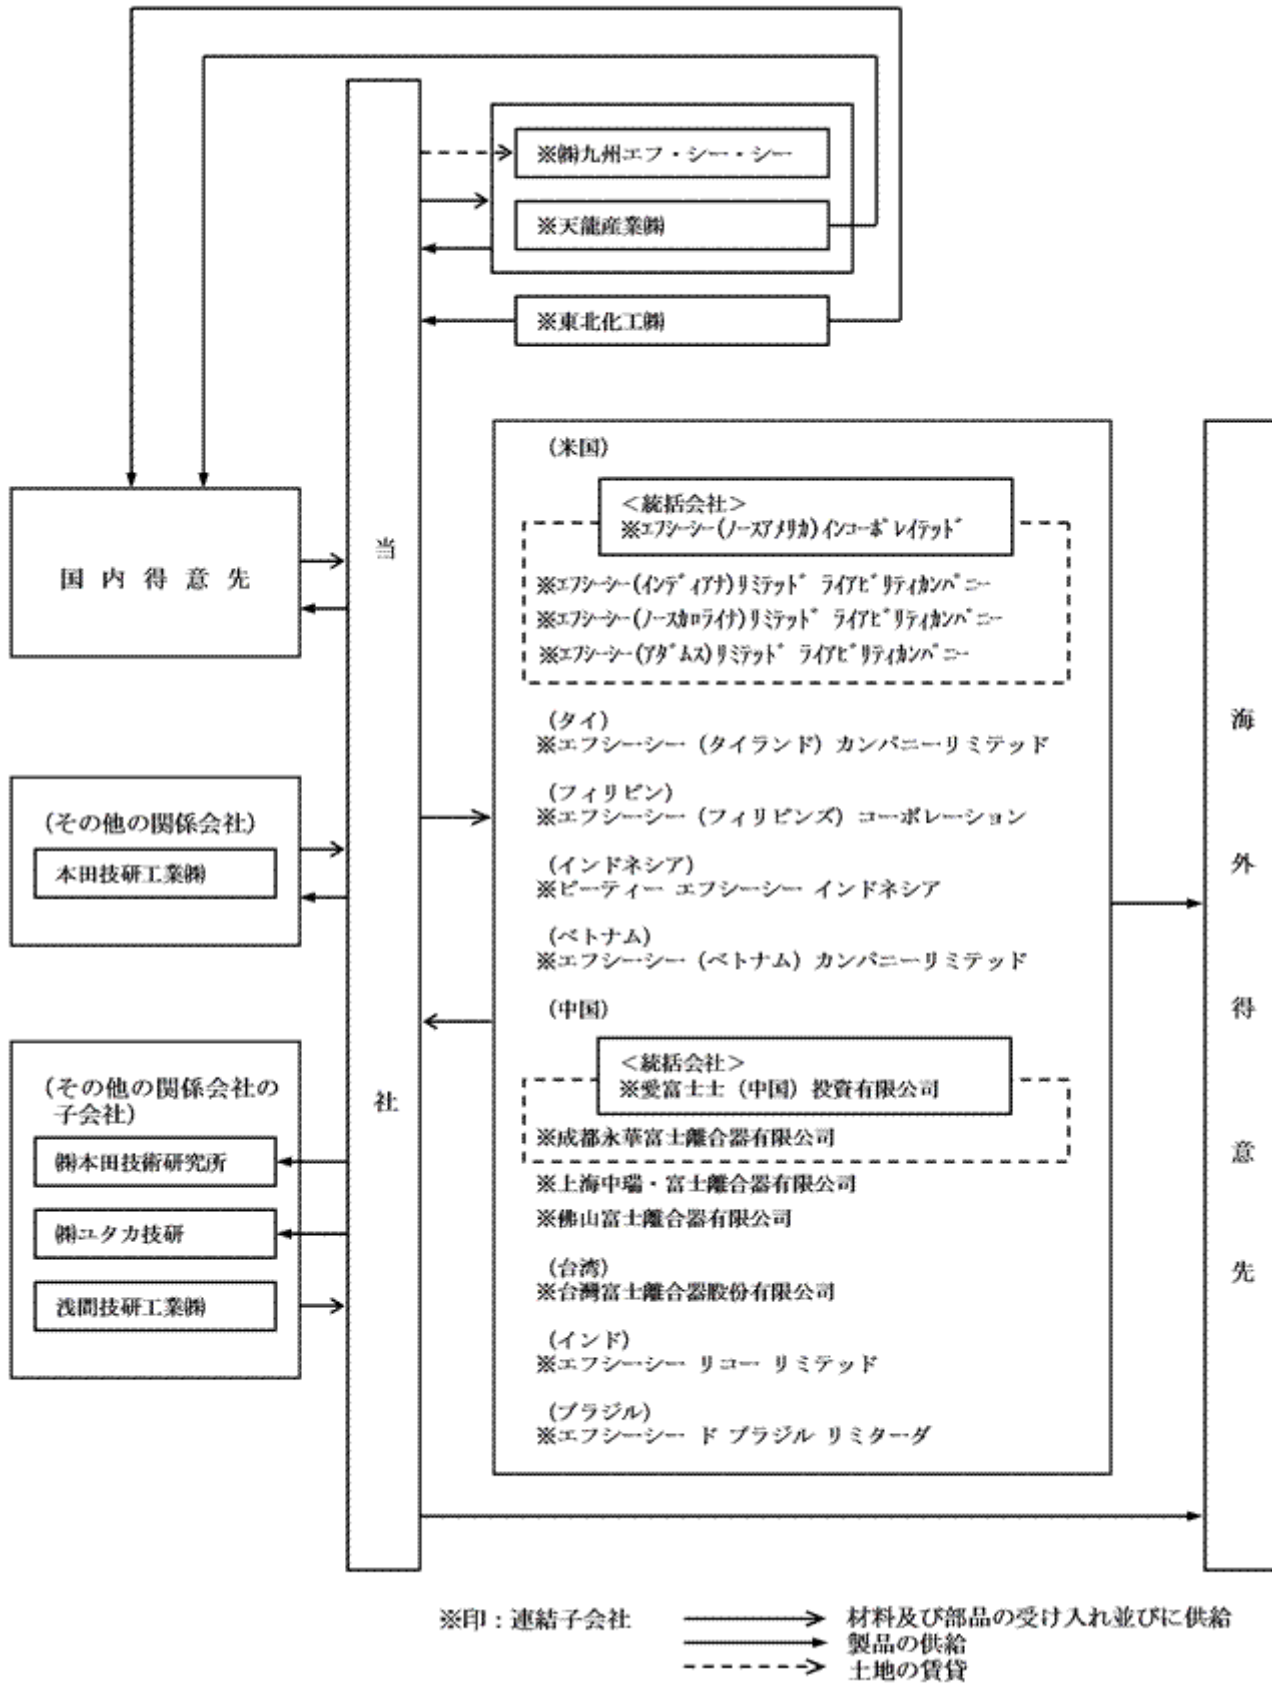 ※㈱九州エフ・シー・シー
※天龍産業㈱
※東北化工㈱
国内得意先
(その他の関係会社)
本田技研工業㈱
(その他の関係会社の
子会社)
㈱本田技術研究所
㈱ユタカ技研
浅間技研工業㈱
当社
(米国)
＜統括会社＞
※ｴﾌｼｰｼｰ(ﾉｰｽｱﾒﾘｶ)ｲﾝｺｰﾎﾟﾚｲﾃｯﾄﾞ
※ｴﾌｼｰｼｰ(ｲﾝﾃﾞｨｱﾅ)ﾘﾐﾃｯﾄﾞ ﾗｲｱﾋﾞﾘﾃｨｶﾝﾊﾟﾆｰ
※ｴﾌｼｰｼｰ(ﾉｰｽｶﾛﾗｲﾅ)ﾘﾐﾃｯﾄﾞ ﾗｲｱﾋﾞﾘﾃｨｶﾝﾊﾟﾆｰ
※ｴﾌｼｰｼｰ(ｱﾀﾞﾑｽ)ﾘﾐﾃｯﾄﾞ ﾗｲｱﾋﾞﾘﾃｨｶﾝﾊﾟﾆｰ
(タイ)
※エフシーシー (タイランド) カンパニーリミテッド
(フィリピン)
※エフシーシー (フィリピンズ) コーポレーション
(インドネシア)
※ピーティー エフシーシー インドネシア
(ベトナム)
※エフシーシー (ベトナム) カンパニーリミテッド
(中国)
＜統括会社＞
※愛富士士 (中国) 投資有限公司
※成都永華富士離合器有限公司
※上海中瑞・富士離合器有限公司
※佛山富士離合器有限公司
(台湾)
※台灣富士離合器股份有限公司
(インド)
※エフシーシー リコー リミテッド
(ブラジル)
※エフシーシー ド ブラジル リミターダ
海外得意先
※印：連結子会社
材料及び部品の受け入れ並びに供給
製品の供給
土地の賃貸